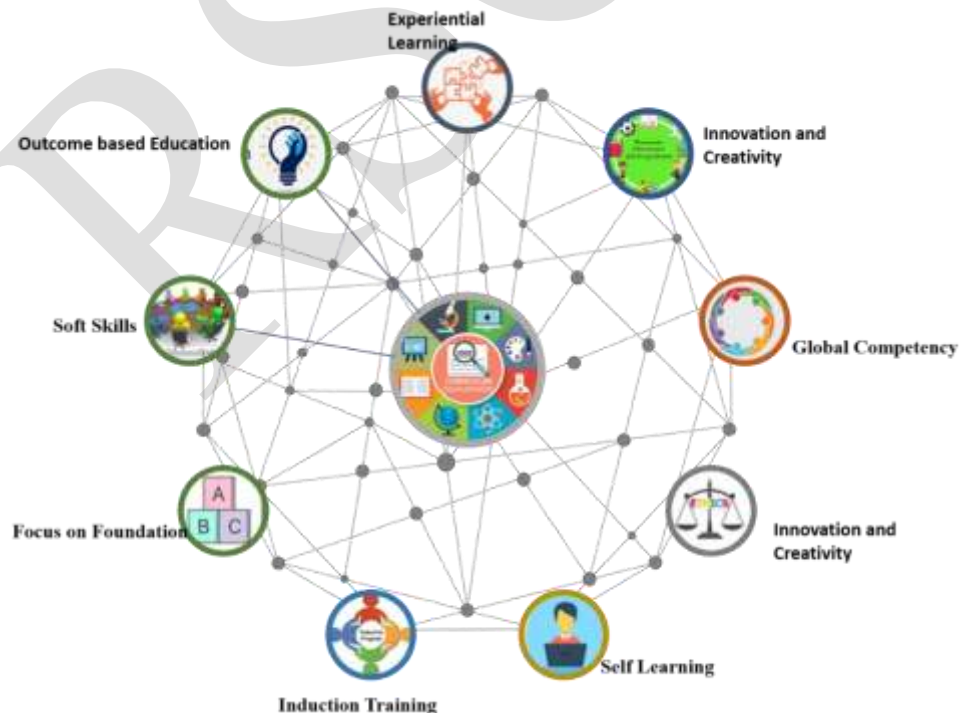 Experiential
Learning
Outcome based Education
Innovation and
Creativity
Soft Skills
Global Competency
A
B C
Focus on Foundation
ETHICS
Innovation and
Creativity
Self Learning
Induction Training